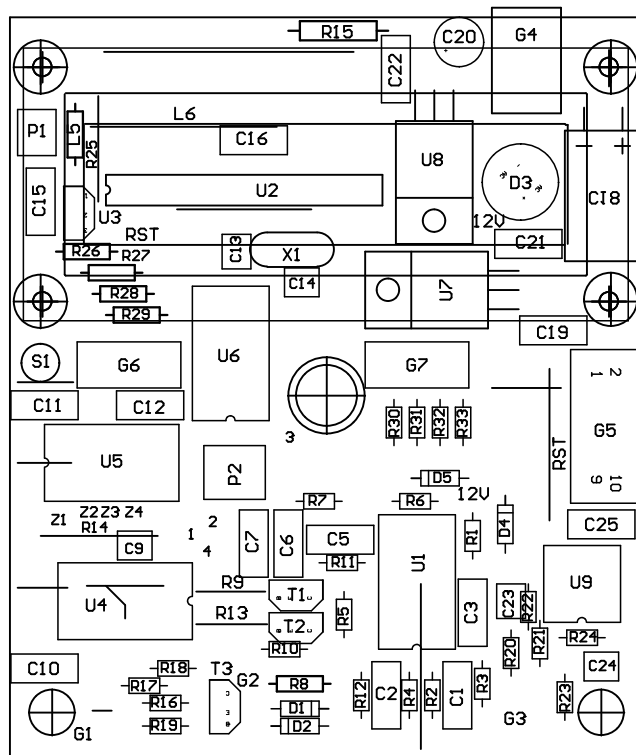 R15
C20
G4
C22
P1
L5
L6
C16
R25
U8
C15
U2
D3
C18
U3
12V
RST
C13
X1
C21
R26
R27
C14
U7
R28
R29
C19
S1
G6
U6
G7
2
1
C11
C12
R30
R31
R32
R33
G5
3
U5
P2
RST
D5
9
10
12V
Z1
Z2
Z3
Z4
R14
R7
R6
1
2
4
C7
C6
C5
R1
D4
C25
C9
R11
U1
U4
R9
T1
U9
R13
T2
R5
C3
C23
R22
R10
R21
R24
R20
C10
R18
T3
G2
R8
R12
C2
R4
R2
C1
R3
C24
R17
R16
R23
G1
R19
D1
D2
G3